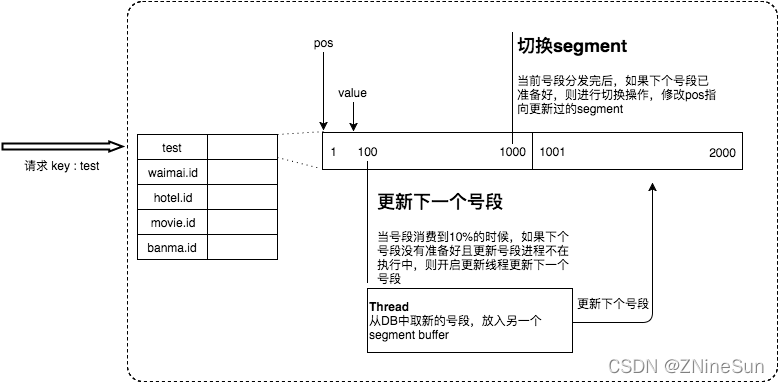 切换segment
pos
当前号段分发完后，如果下个号段已
准备好，则进行切换操作，修改pos指
向更新过的segment
value
test
1 100 1000 1001 2000
请求 key : test
waimai.id
hotel.id
movie.id
banma.id
更新下一个号段
当号段消费到10%的时候，如果下个
号段没有准备好且更新号段进程不在
执行中，则开启更新线程更新下一个
号段
Thread
从DB中取新的号段，放入另一个
segment buffer
更新下个号段
CSDN @ZNineSun